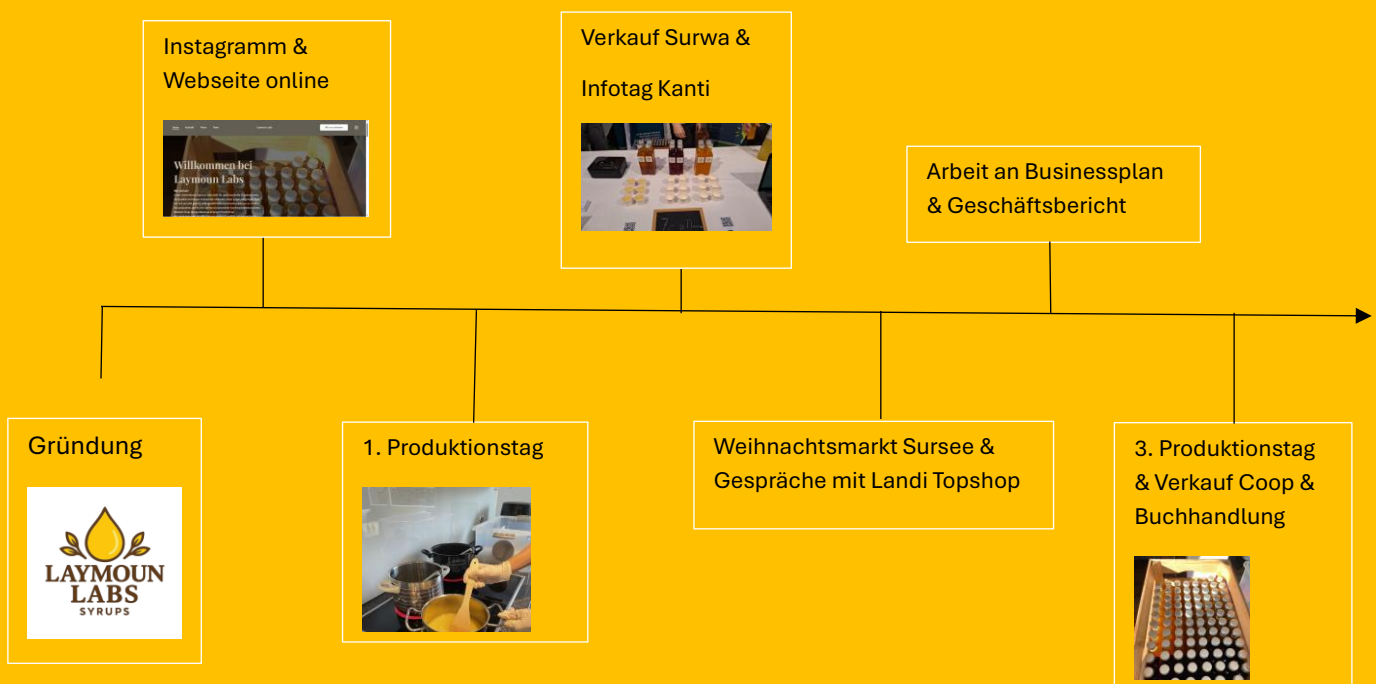 Instagramm &
Webseite online
Willkommen bei
Laymoun Labs
Verkauf Surwa &
Infotag Kanti
Arbeit an Businessplan
& Geschäftsbericht
Gründung
LAYMOUN
LABS
SYRUPS
1. Produktionstag
Weihnachtsmarkt Sursee &
Gespräche mit Landi Topshop
3. Produktionstag
& Verkauf Coop &
Buchhandlung